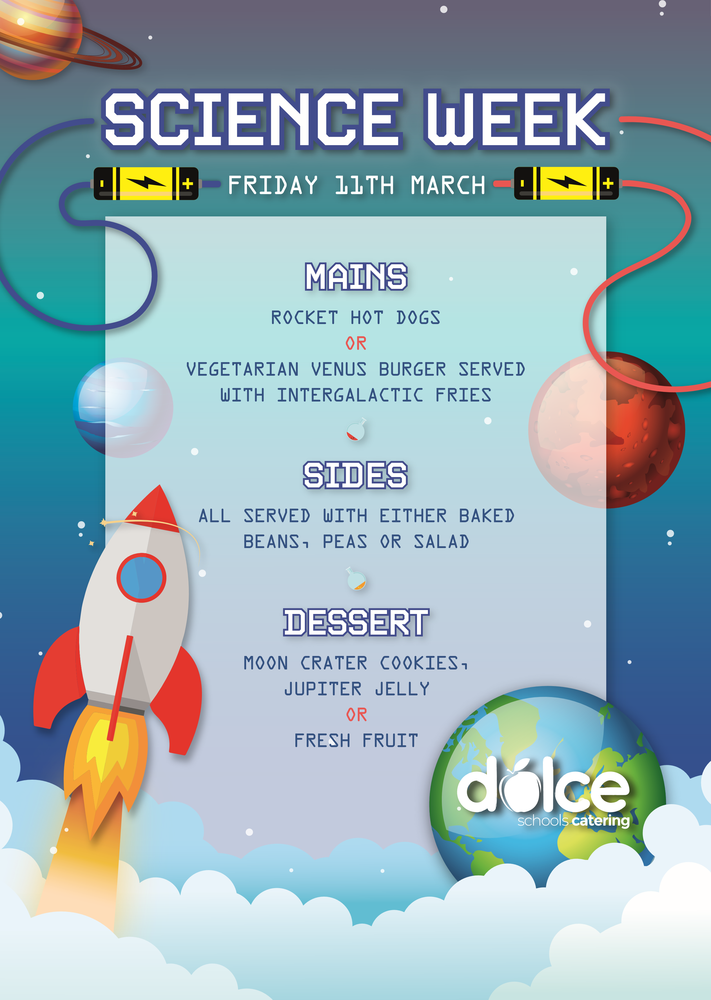 SCIENCE WEEK
- + FRIDAY 11TH MARCH - +
MAINS
ROCKET HOT DOGS
OR
VEGETARIAN VENUS BURGER SERVED
WITH INTERGALACTIC FRIES
SIDES
ALL SERVED WITH EITHER BAKED
BEANS, PEAS OR SALAD
DESSERT
MOON CRATER COOKIES,
JUPITER JELLY
OR
FRESH FRUIT
dolce
schools catering